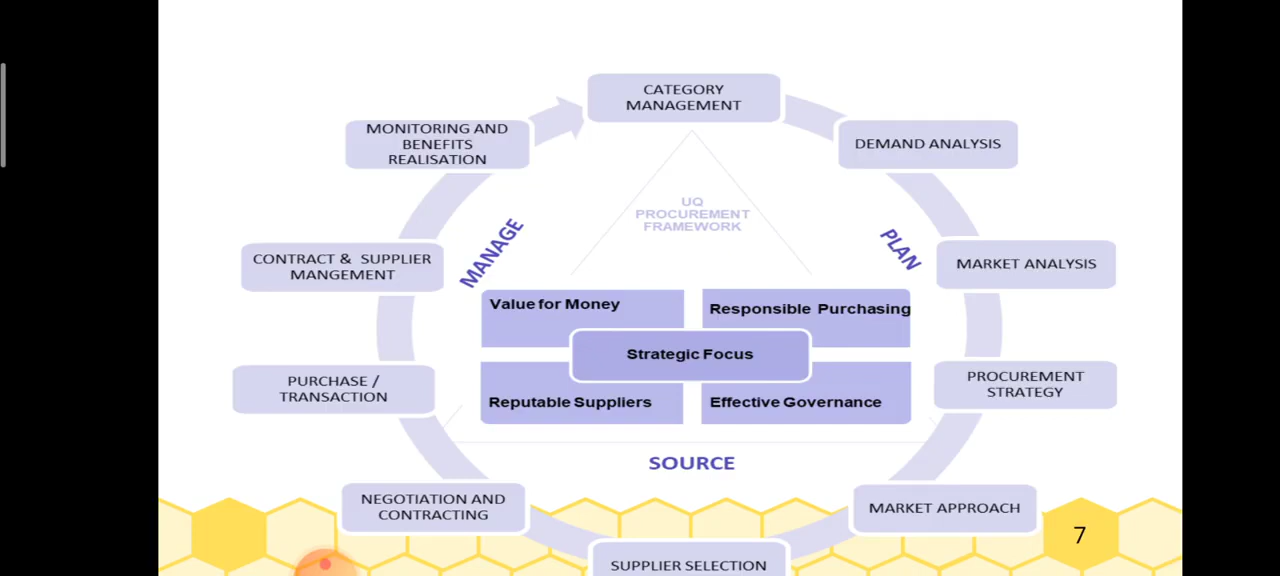 CATEGORY
MANAGEMENT
MONITORING AND
BENEFITS
REALISATION
DEMAND ANALYSIS
UQ
PROCUREMENT
FRAMEWORK
MANAGE
PLAN
CONTRACT & SUPPLIER
MANGEMENT
MARKET ANALYSIS
Value for Money
Responsible Purchasing
Strategic Focus
Reputable Suppliers
Effective Governance
PURCHASE /
TRANSACTION
PROCUREMENT
STRATEGY
SOURCE
NEGOTIATION AND
CONTRACTING
MARKET APPROACH
SUPPLIER SELECTION
7